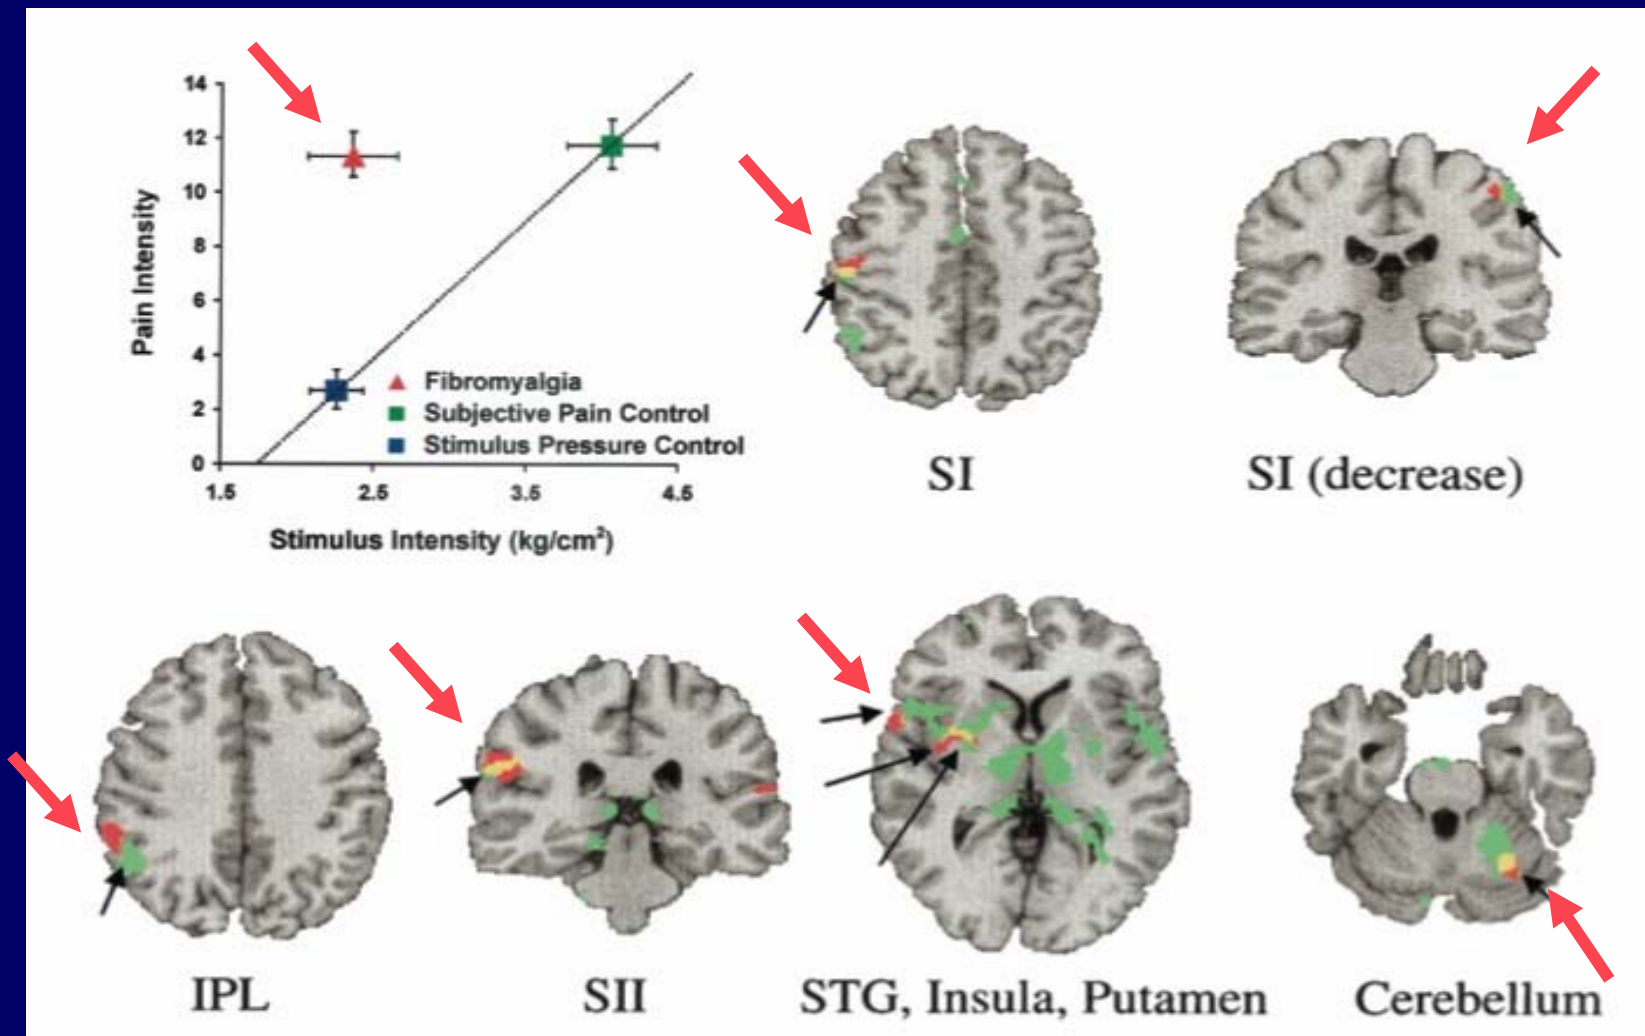 14
12
10
8
6
4
2
0
Pain Intensity
Fibromyalgia
Subjective Pain Control
Stimulus Pressure Control
1.5 2.5 3.5 4.5
Stimulus Intensity (kg/cm²)
SI
SI (decrease)
IPL
SII
STG, Insula, Putamen
Cerebellum